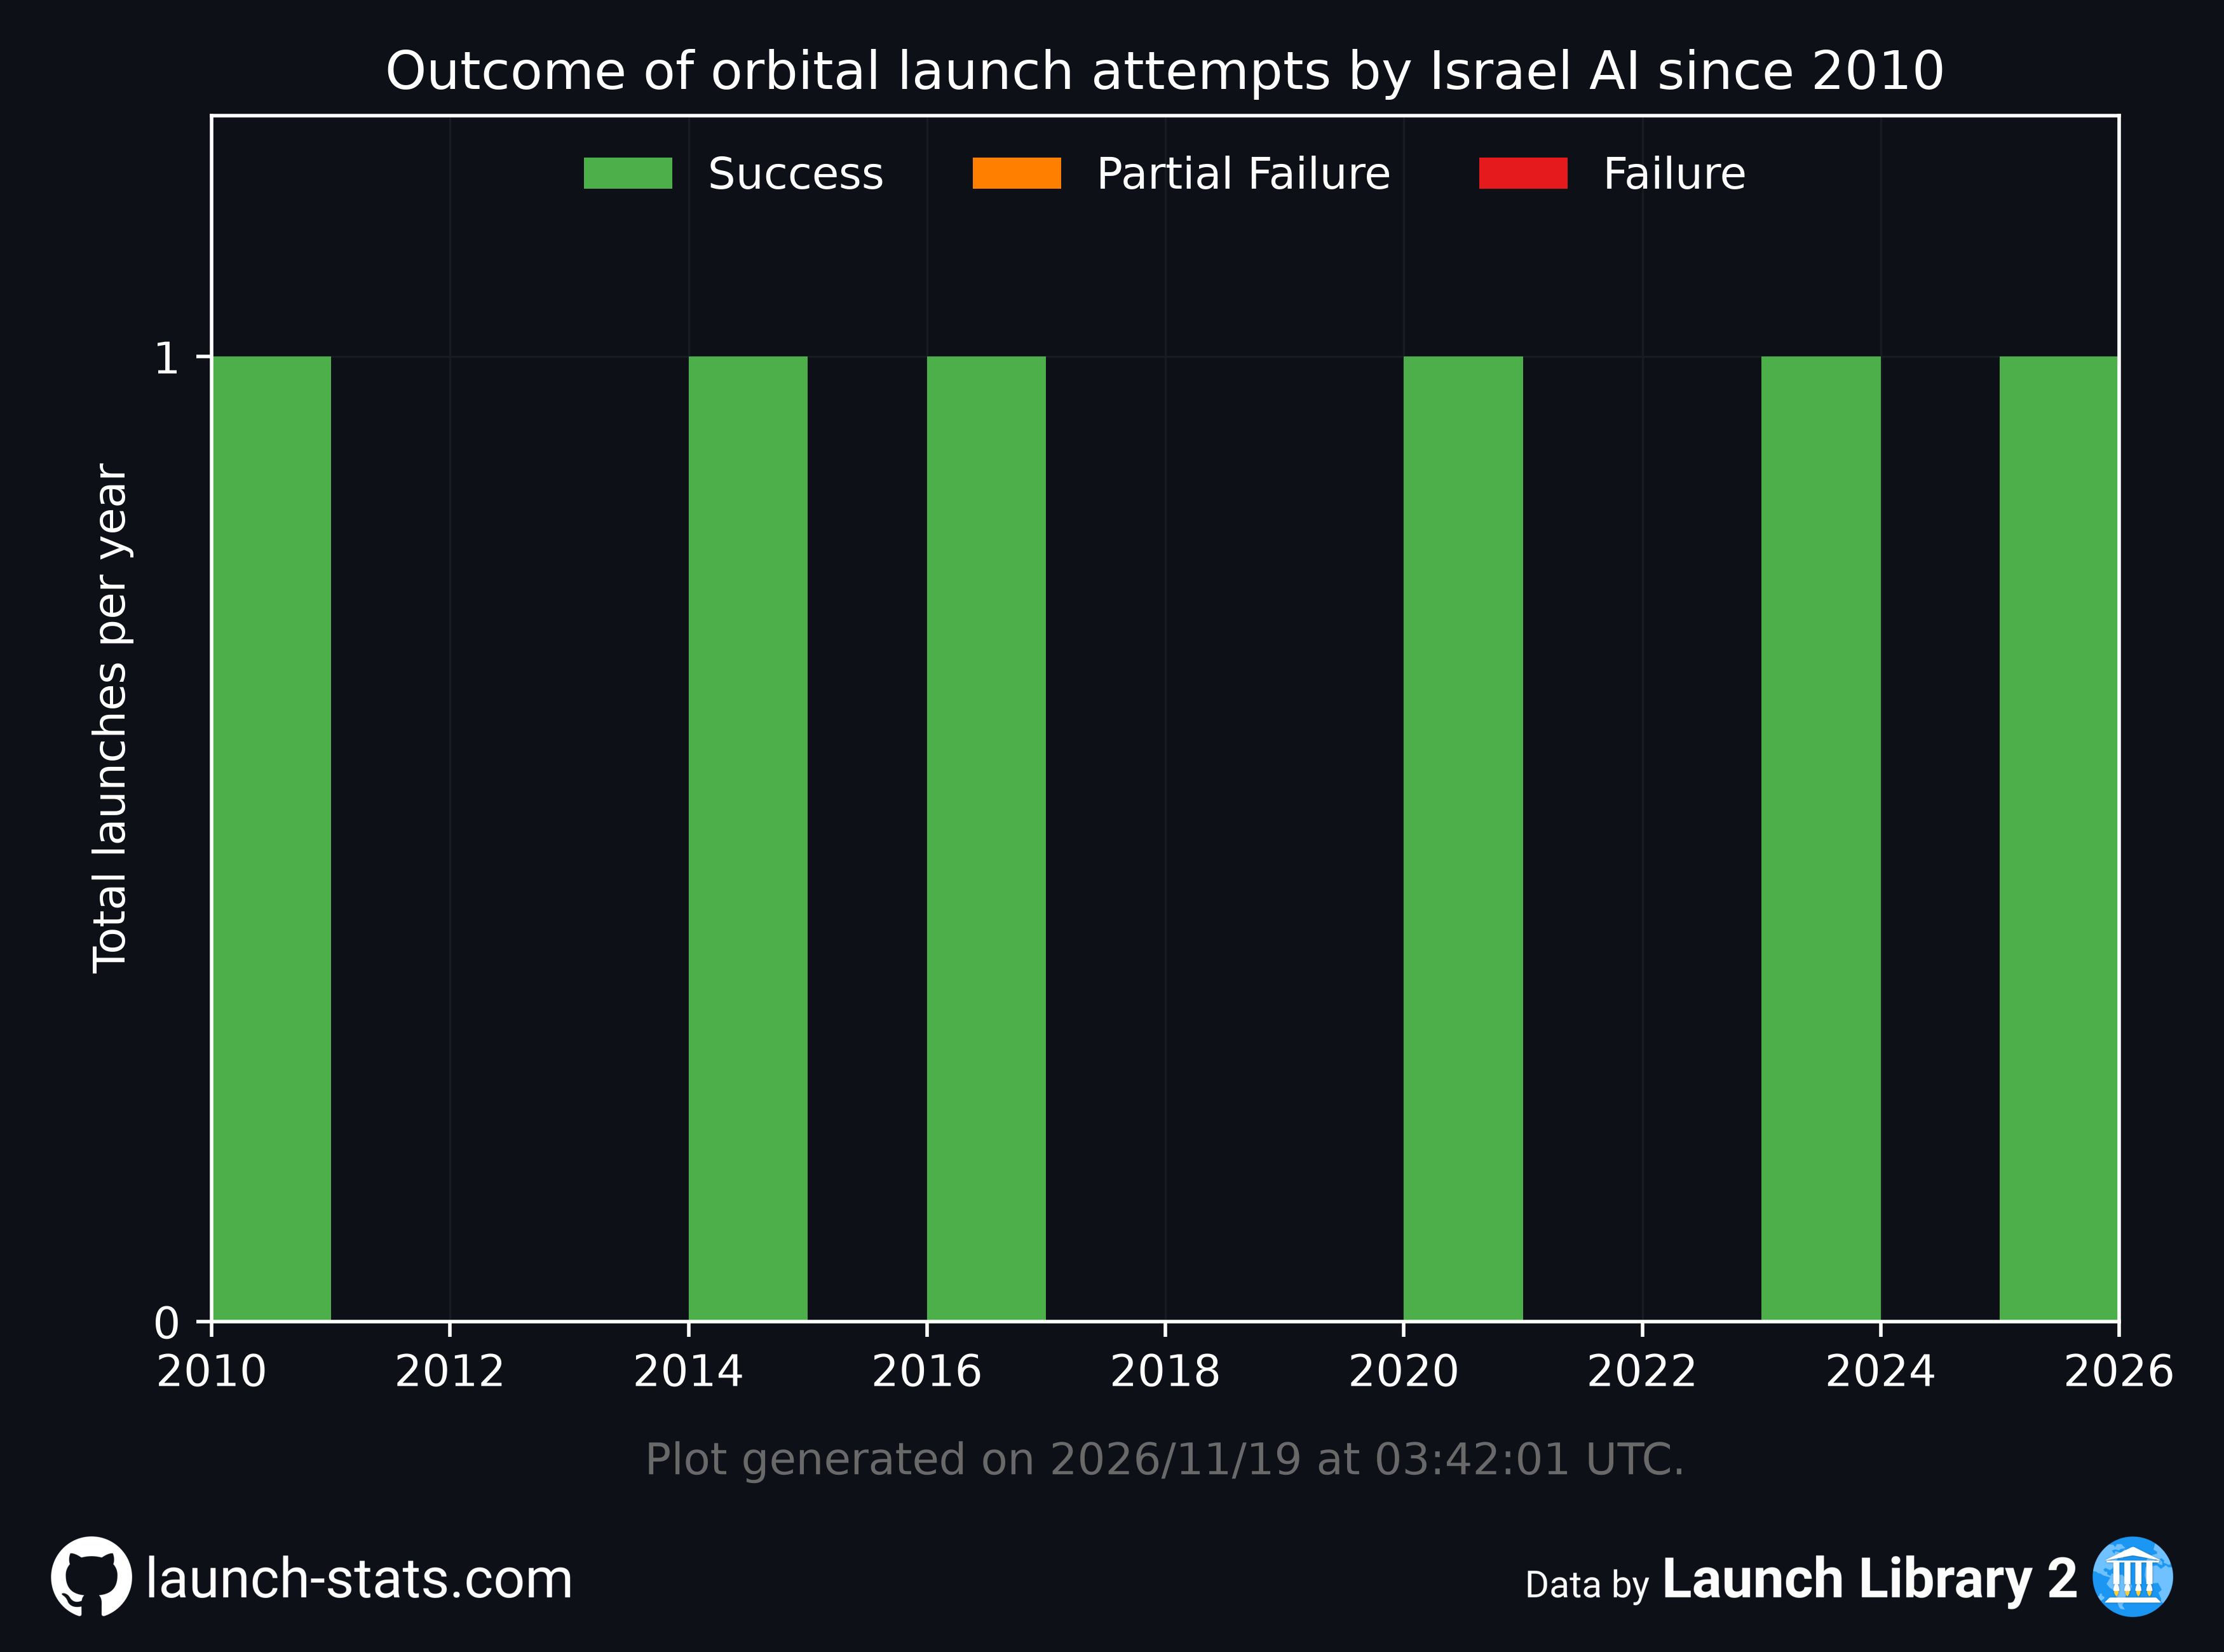 Outcome of orbital launch attempts by Israel AI since 2010
Success Partial Failure Failure
Total launches per year
1
0
2010 2012 2014 2016 2018 2020 2022 2024 2026
Plot generated on 2026/11/19 at 03:42:01 UTC.
launch-stats.com
Data by Launch Library 2